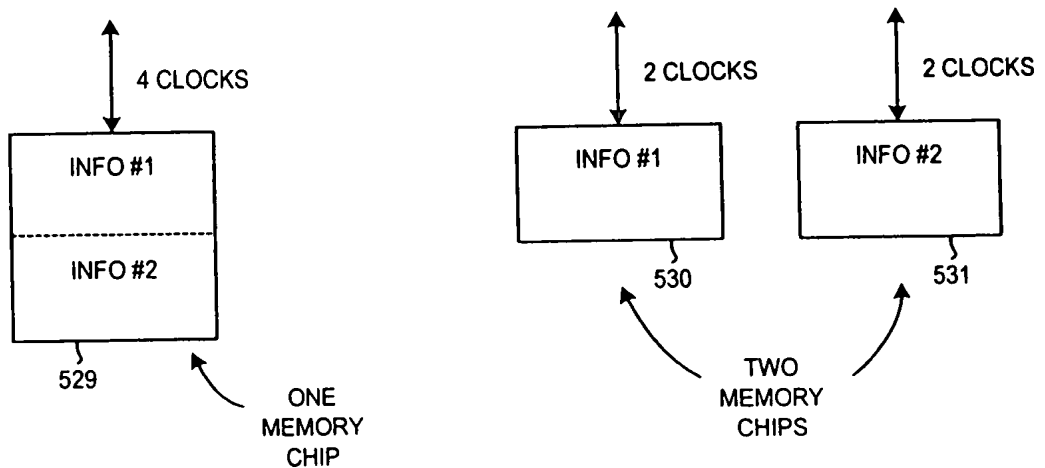 4 CLOCKS
INFO #1
INFO #2
529
ONE
MEMORY
CHIP
2 CLOCKS
2 CLOCKS
INFO #1
INFO #2
530
531
TWO
MEMORY
CHIPS